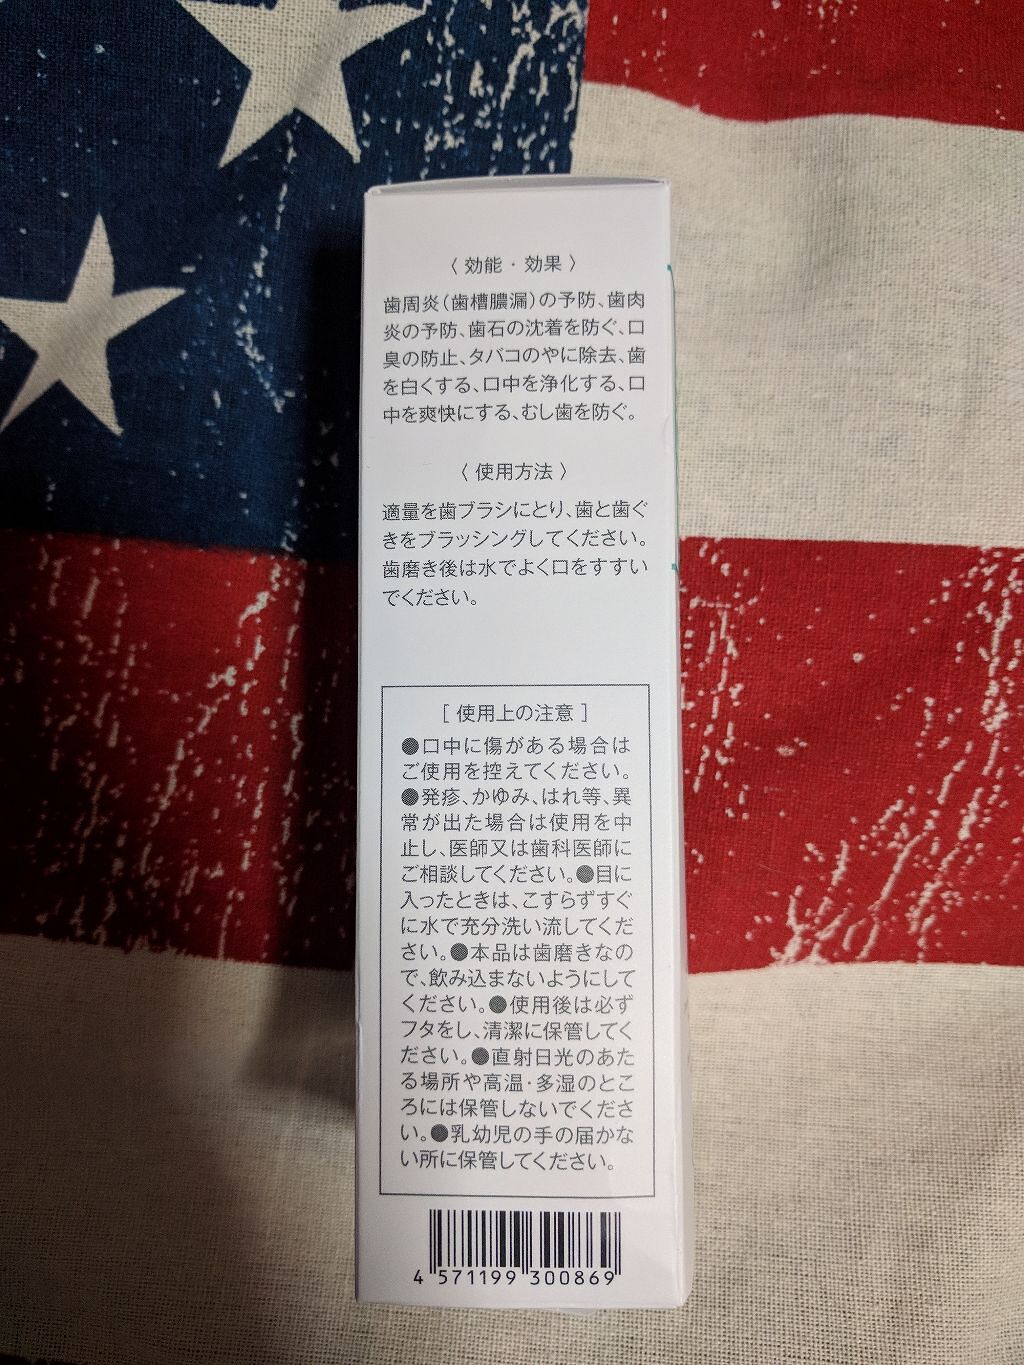 〈 効能・効果 〉
歯周炎（歯槽膿漏）の予防、歯肉
炎の予防、歯石の沈着を防ぐ、口
臭の防止、タバコのやに除去、歯
を白くする、口中を浄化する、口
中を爽快にする、むし歯を防ぐ。
〈 使用方法 〉
適量を歯ブラシにとり、歯と歯ぐ
きをブラッシングしてください。
歯磨き後は水でよく口をすすい
でください。
［ 使用上の注意 ］
●口中に傷がある場合は
ご使用を控えてください。
●発疹、かゆみ、はれ等、異
常が出た場合は使用を中
止し、医師又は歯科医師に
ご相談してください。●目に
入ったときは、こすらずすぐ
に水で充分洗い流してくだ
さい。●本品は歯磨きなの
で、飲み込まないようにして
ください。●使用後は必ず
フタをし、清潔に保管してく
ださい。●直射日光のあた
る場所や高温・多湿のとこ
ろには保管しないでくださ
い。●乳幼児の手の届かな
い所に保管してください。
4 571199 300869